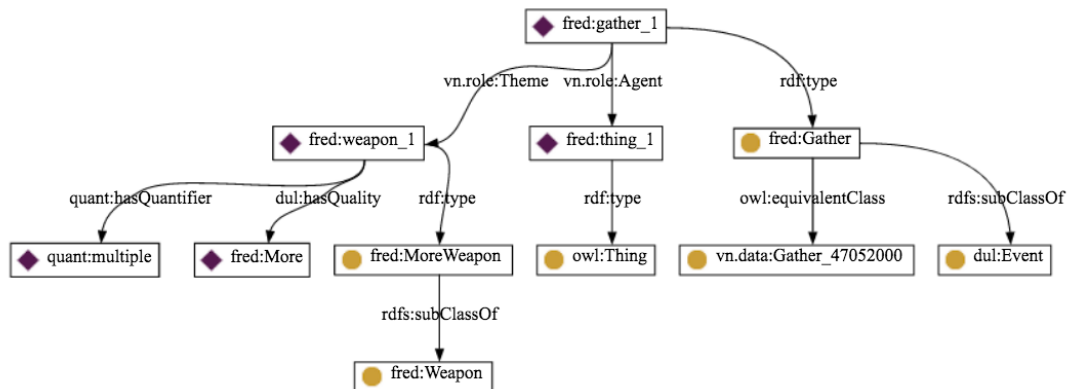 fred:gather_1
vn.role:Theme
vn.role:Agent
rdf:type
fred:weapon_1
fred:thing_1
fred:Gather
quant:hasQuantifier
dul:hasQuality
rdf:type
rdf:type
owl:equivalentClass
rdfs:subClassOf
quant:multiple
fred:More
fred:MoreWeapon
owl:Thing
vn.data:Gather_47052000
dul:Event
rdfs:subClassOf
fred:Weapon